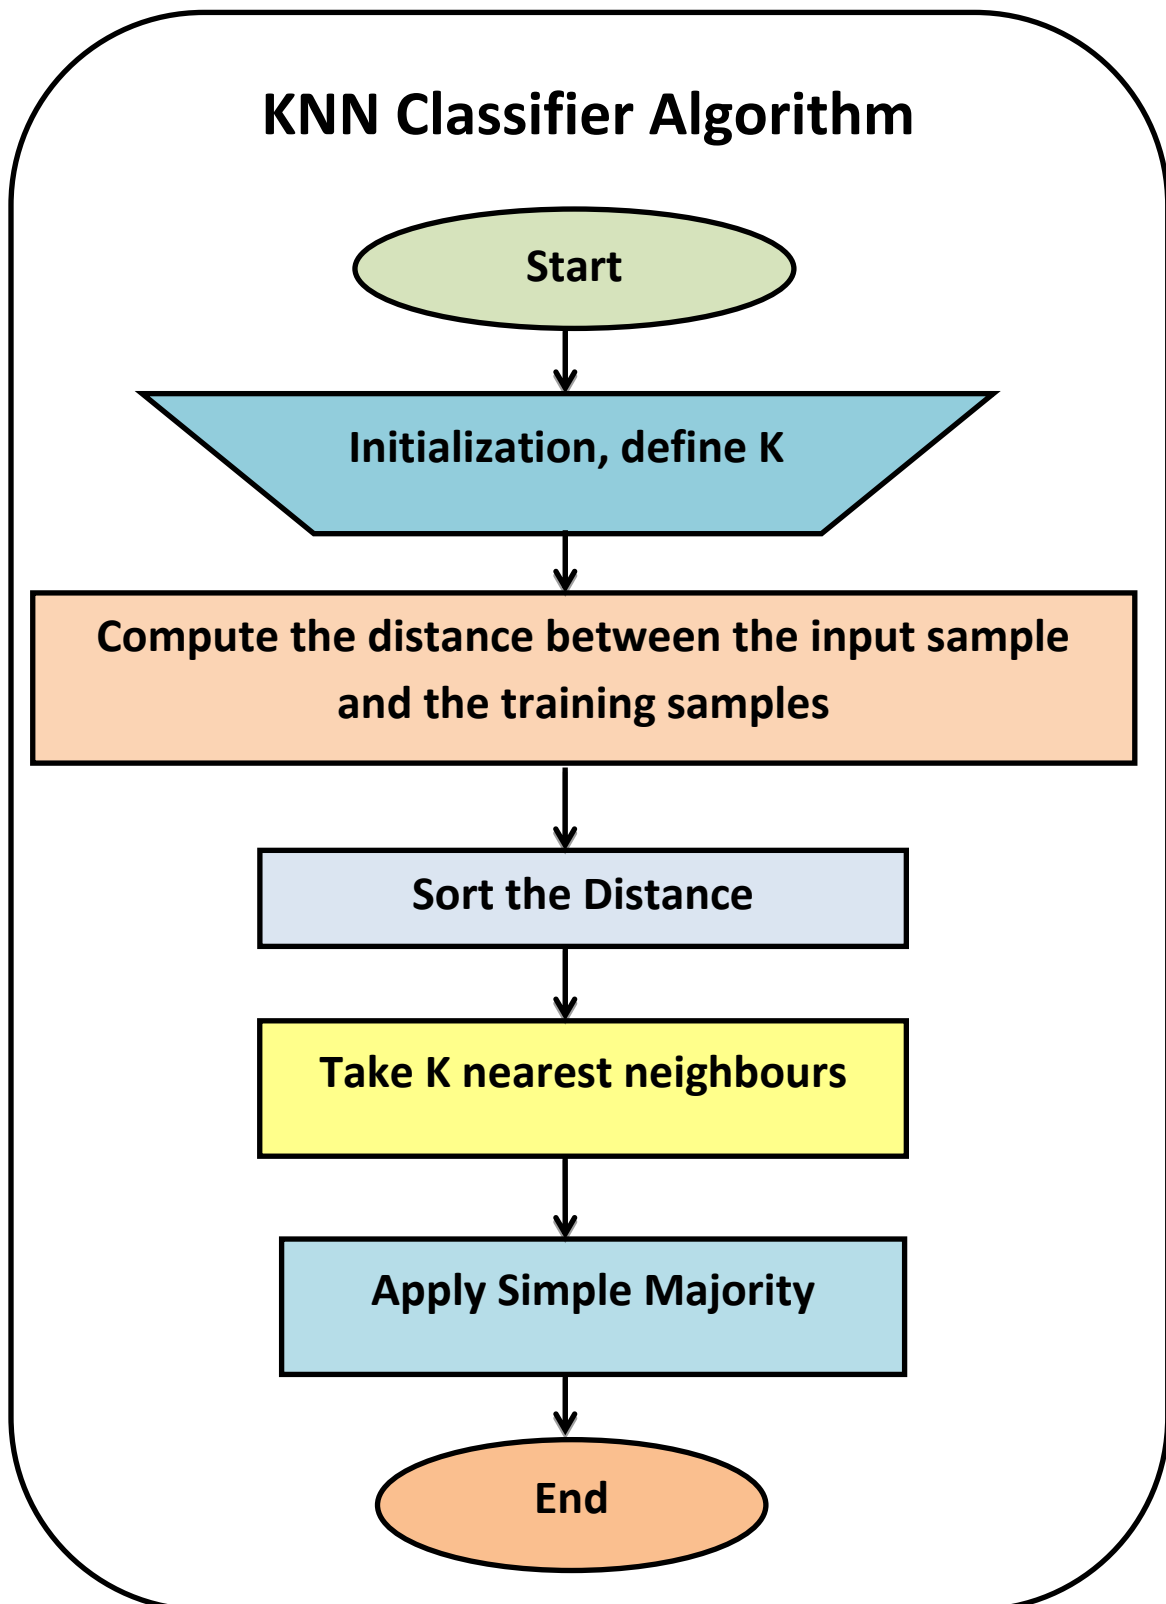 KNN Classifier Algorithm
Start
Initialization, define K
Compute the distance between the input sample
and the training samples
Sort the Distance
Take K nearest neighbours
Apply Simple Majority
End